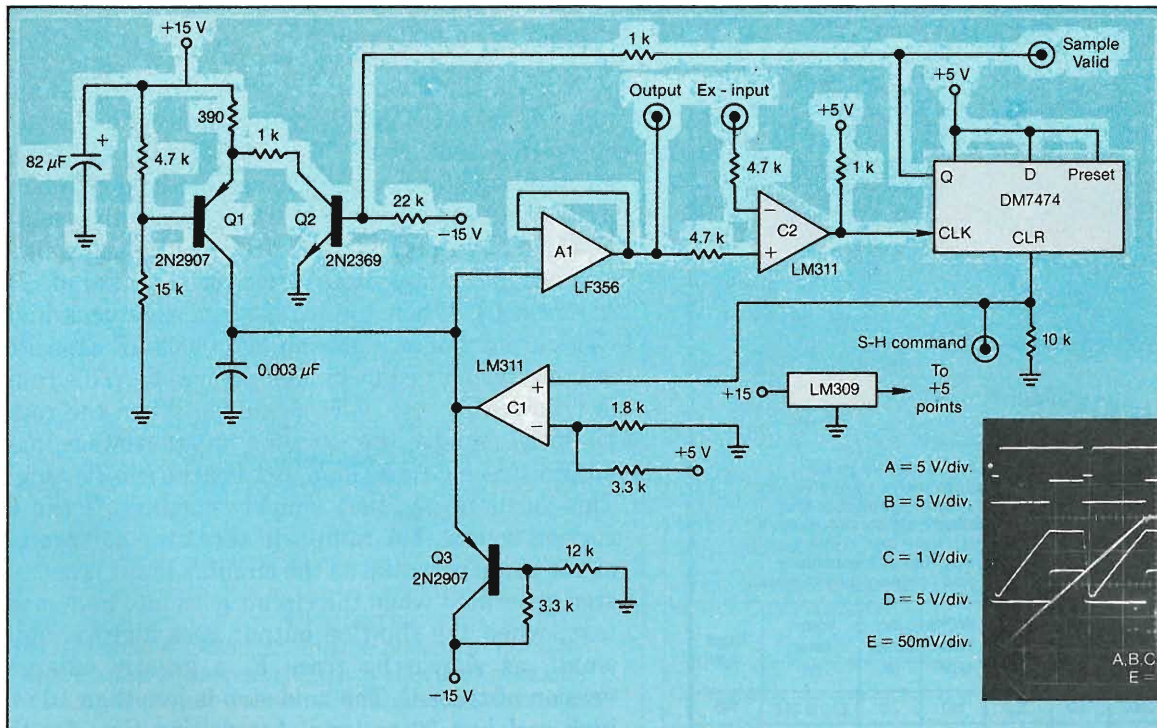 +15 V
390
82 µF
+
4.7 k
1 k
Q1
2N2907
15 k
Q2
2N2369
22 k
−15 V
0.003 µF
1 k
Sample
Valid
Output
Ex - input
4.7 k
+5 V
1 k
+5 V
A1
LF356
4.7 k
−
C2
+
LM311
Q
D
Preset
DM7474
CLK
CLR
S-H command
10 k
LM311
+
C1
−
1.8 k
+5 V
3.3 k
+15
LM309
To
+5
points
Q3
2N2907
12 k
3.3 k
−15 V
A = 5 V/div.
B = 5 V/div.
C = 1 V/div.
D = 5 V/div.
E = 50mV/div.
A,B,C
E =